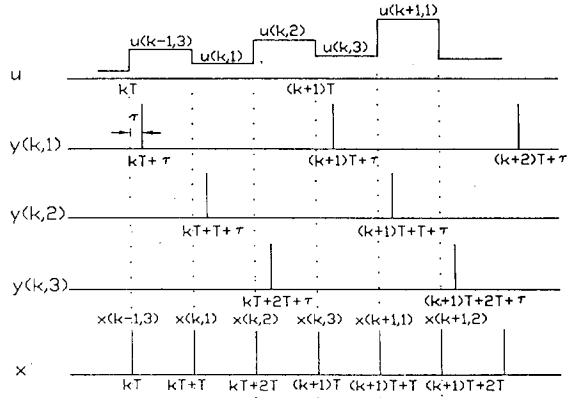 u(k-1,3) u(k,1) u(k,2) u(k,3) u(k+1,1)
u
kT (k+1)T
τ
y(k,1)
kT+τ (k+1)T+τ (k+2)T+τ
y(k,2)
kT+T+τ (k+1)T+T+τ
y(k,3)
kT+2T+τ (k+1)T+2T+τ
x(k-1,3) x(k,1) x(k,2) x(k,3) x(k+1,1) x(k+1,2)
x
kT kT+T kT+2T (k+1)T (k+1)T+T (k+1)T+2T